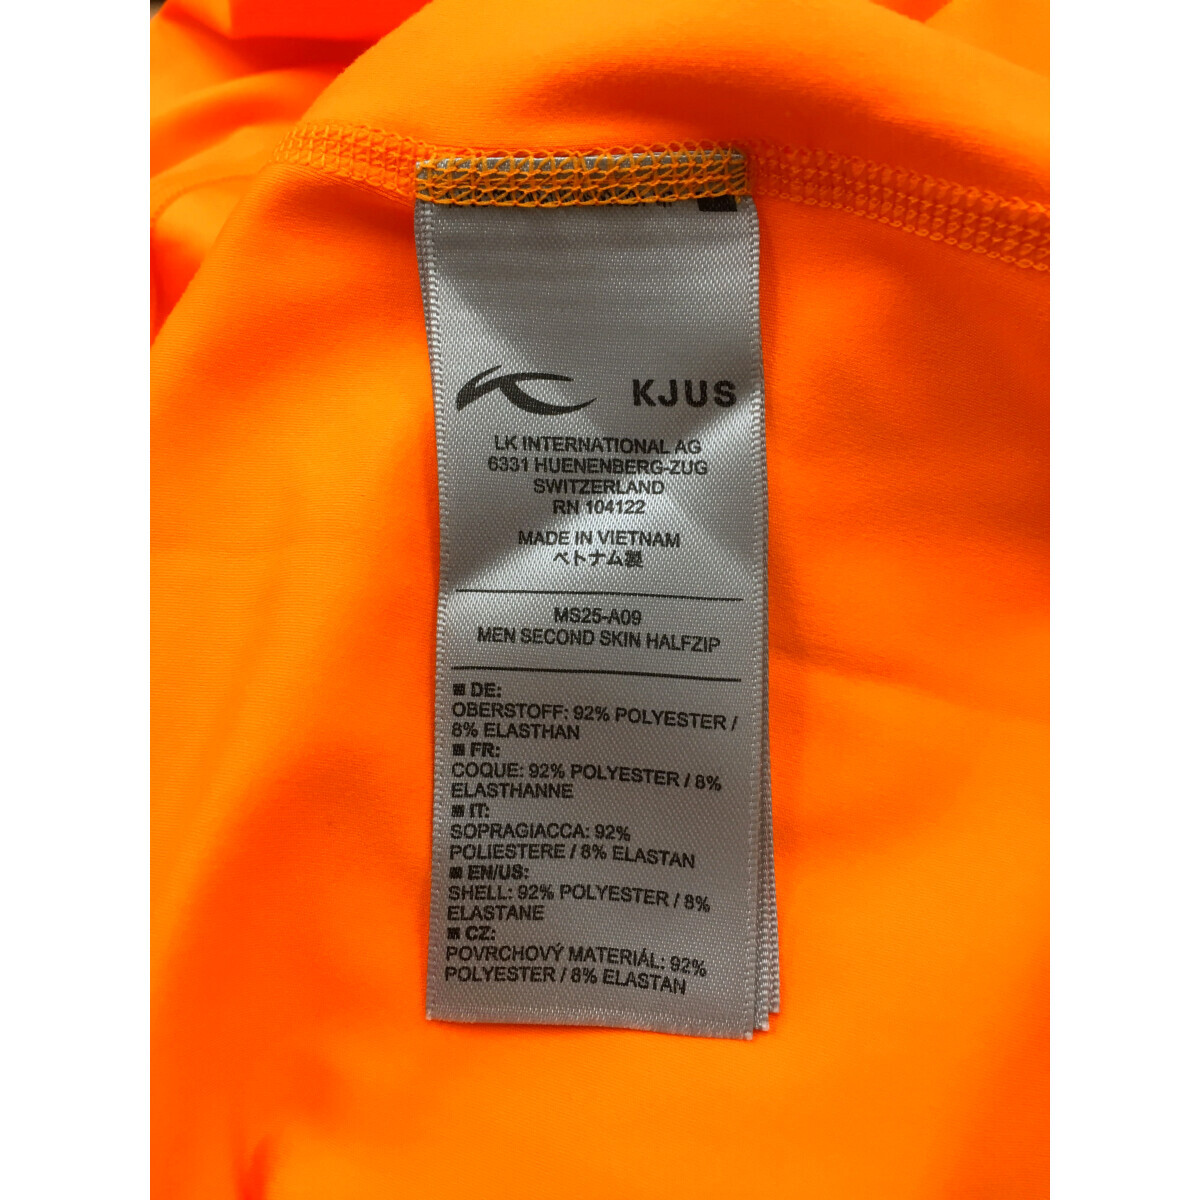 KJUS
LK INTERNATIONAL AG
6331 HUENENBERG-ZUG
SWITZERLAND
RN 104122
MADE IN VIETNAM
ベトナム製
MS25-A09
MEN SECOND SKIN HALFZIP
■ DE:
OBERSTOFF: 92% POLYESTER /
8% ELASTHAN
■ FR:
COQUE: 92% POLYESTER / 8%
ELASTHANNE
■ IT:
SOPRAGIACCA: 92%
POLIESTERE / 8% ELASTAN
■ EN/US:
SHELL: 92% POLYESTER / 8%
ELASTANE
■ CZ:
POVRCHOVÝ MATERIÁL: 92%
POLYESTER / 8% ELASTAN